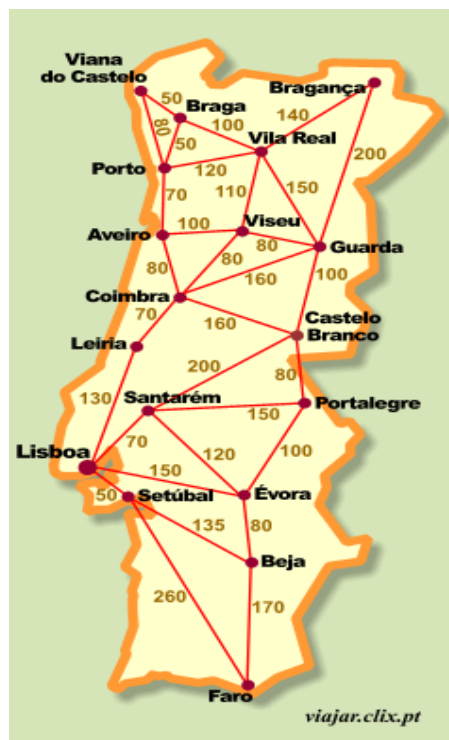 Viana
do Castelo
50
Braga
Bragança
80
50
100
140
Vila Real
Porto
120
200
70
110
150
Aveiro
100
Viseu
80
Guarda
80
80
160
100
Coimbra
70
160
Castelo
Branco
Leiria
200
80
130
Santarém
150
Portalegre
70
120
100
Lisboa
150
50
Setúbal
Évora
135
80
Beja
260
170
Faro
viajar.clix.pt